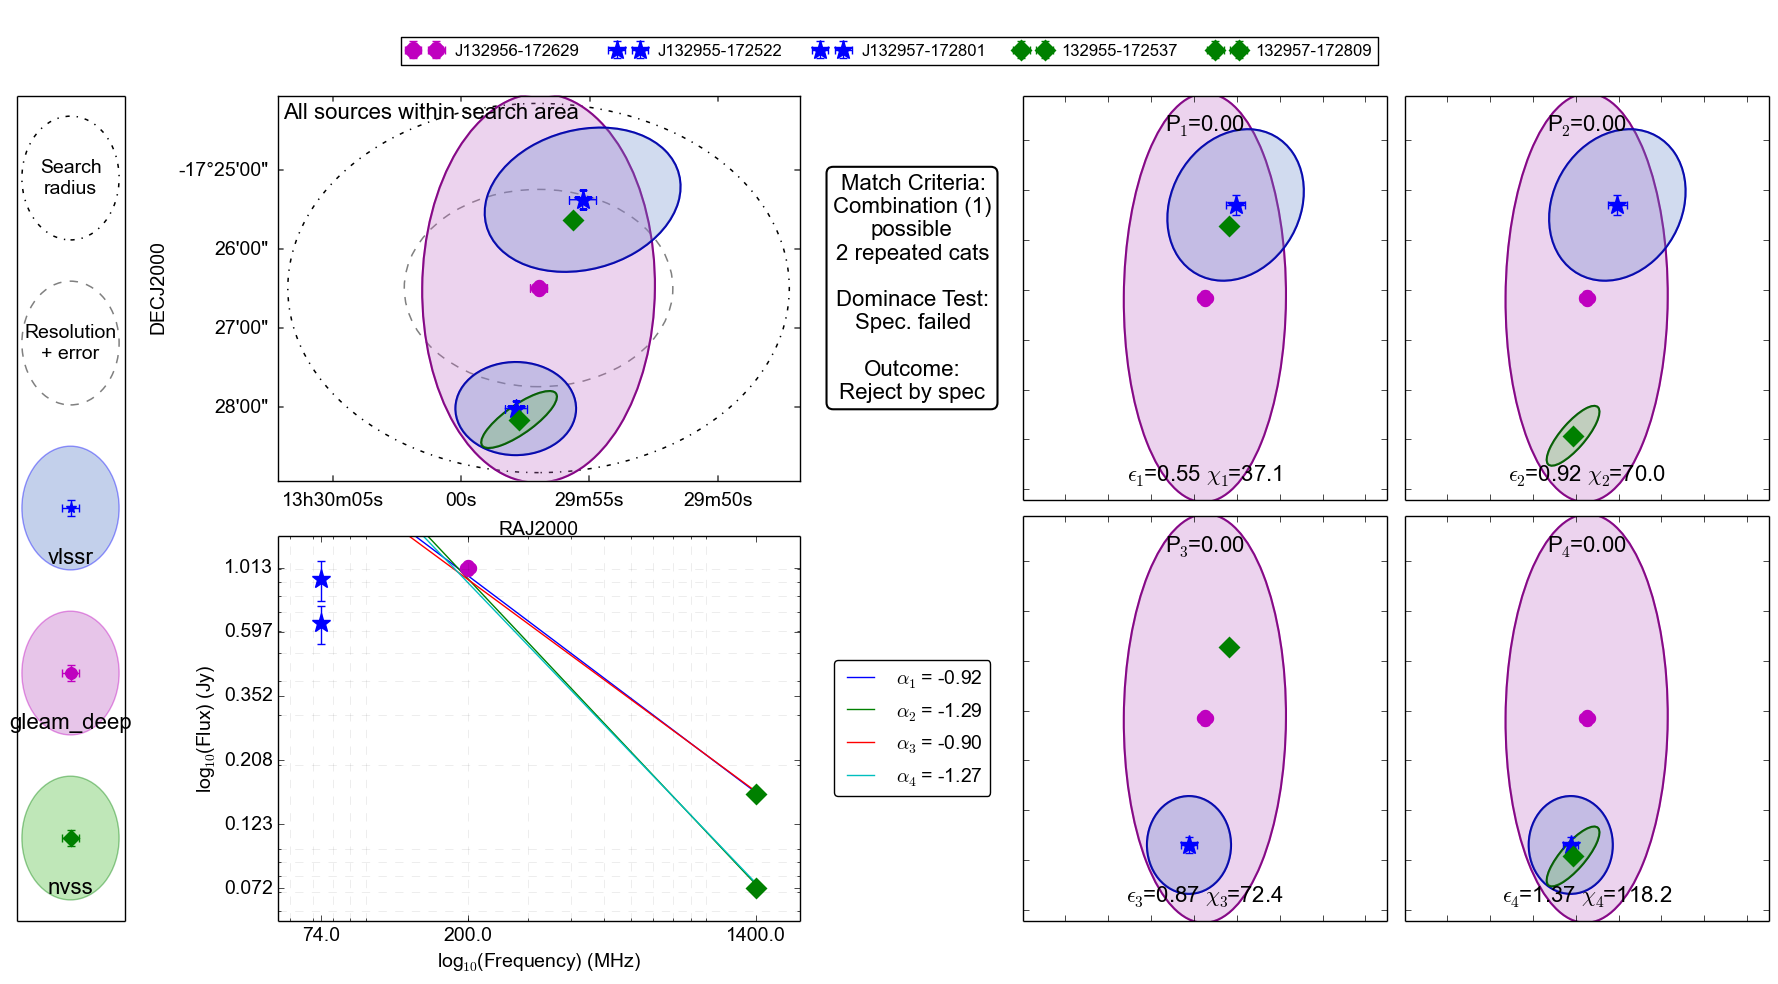 J132956-172629 J132955-172522 J132957-172801 132955-172537 132957-172809
Search
radius
Resolution
+ error
vlssr
gleam_deep
nvss
All sources within search area
-17°25'00"
26'00"
27'00"
28'00"
DECJ2000
13h30m05s 00s 29m55s 29m50s
RAJ2000
Match Criteria:
Combination (1)
possible
2 repeated cats
Dominace Test:
Spec. failed
Outcome:
Reject by spec
1.013
0.597
0.352
0.208
0.123
0.072
log₁₀(Flux) (Jy)
74.0 200.0 1400.0
log₁₀(Frequency) (MHz)
α₁ = -0.92
α₂ = -1.29
α₃ = -0.90
α₄ = -1.27
P₁=0.00
ϵ₁=0.55 χ₁=37.1
P₂=0.00
ϵ₂=0.92 χ₂=70.0
P₃=0.00
ϵ₃=0.87 χ₃=72.4
P₄=0.00
ϵ₄=1.37 χ₄=118.2